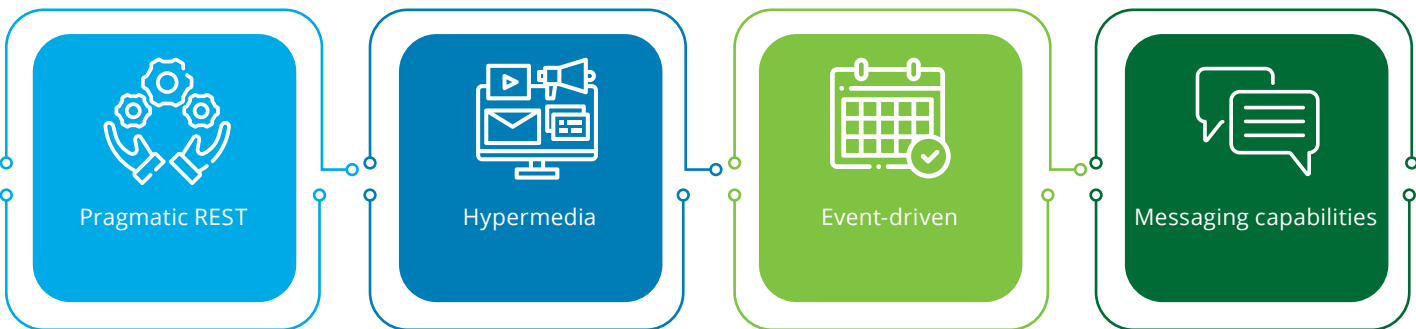 Pragmatic REST
Hypermedia
Event-driven
Messaging capabilities